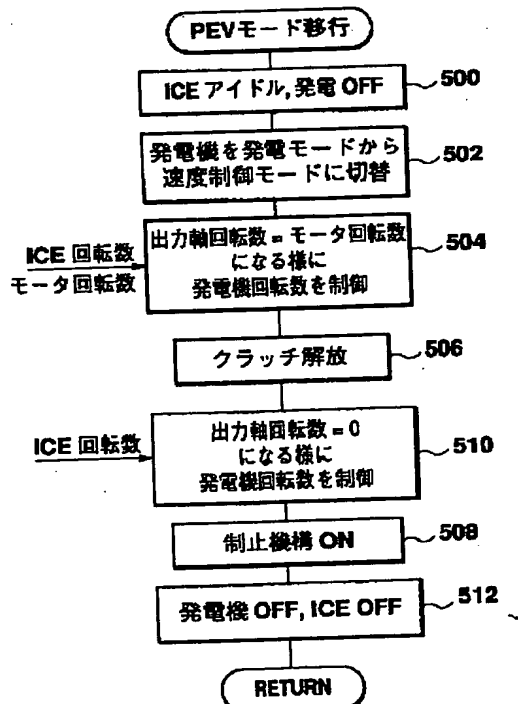 PEVモード移行
ICE アイドル, 発電 OFF
500
発電機を発電モードから
速度制御モードに切替
502
ICE 回転数
モータ回転数
出力軸回転数 = モータ回転数
になる様に
発電機回転数を制御
504
クラッチ解放
506
ICE 回転数
出力軸回転数 = 0
になる様に
発電機回転数を制御
510
制止機構 ON
508
発電機 OFF, ICE OFF
512
RETURN